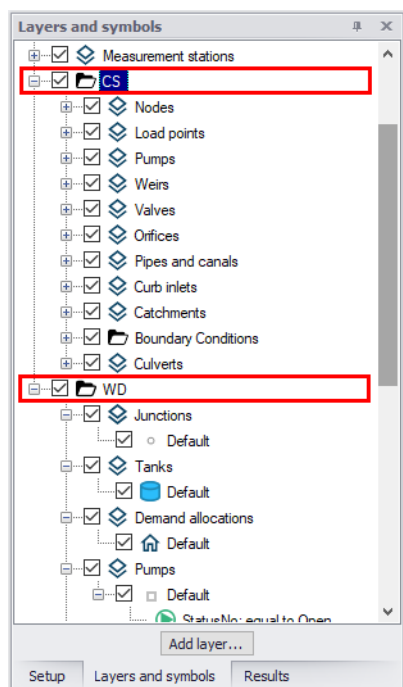 Layers and symbols
Measurement stations
CS
Nodes
Load points
Pumps
Weirs
Valves
Orifices
Pipes and canals
Curb inlets
Catchments
Boundary Conditions
Culverts
WD
Junctions
Default
Tanks
Default
Demand allocations
Default
Pumps
Default
StatusNo: equal to Open
Add layer...
Setup Layers and symbols Results